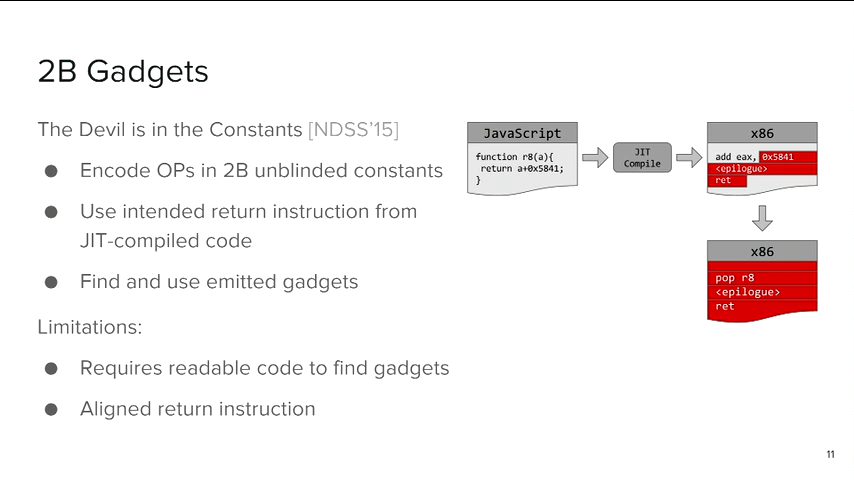 2B Gadgets
The Devil is in the Constants [NDSS'15]
● Encode OPs in 2B unblinded constants
● Use intended return instruction from
JIT-compiled code
● Find and use emitted gadgets
Limitations:
● Requires readable code to find gadgets
● Aligned return instruction
JavaScript
function r8(a){
return a+0x5841;
}
JIT
Compile
x86
add eax, 0x5841
<epilogue>
ret
x86
pop r8
<epilogue>
ret
11